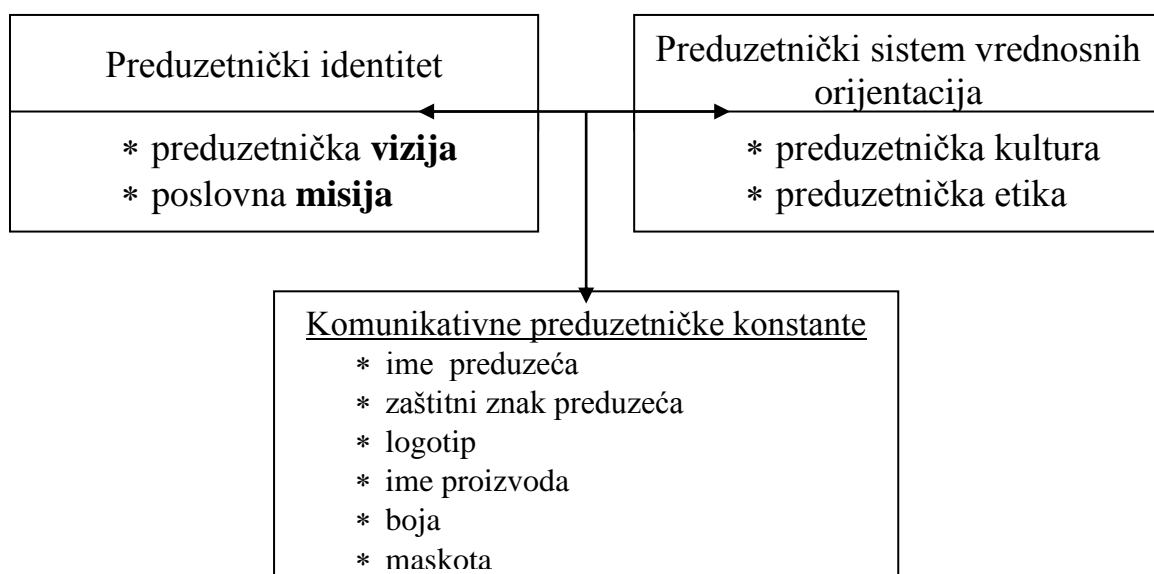 Preduzetnički identitet
∗ preduzetnička vizija
∗ poslovna misija
Preduzetnički sistem vrednosnih
orijentacija
∗ preduzetnička kultura
∗ preduzetnička etika
Komunikativne preduzetničke konstante
∗ ime preduzeća
∗ zaštitni znak preduzeća
∗ logotip
∗ ime proizvoda
∗ boja
∗ maskota